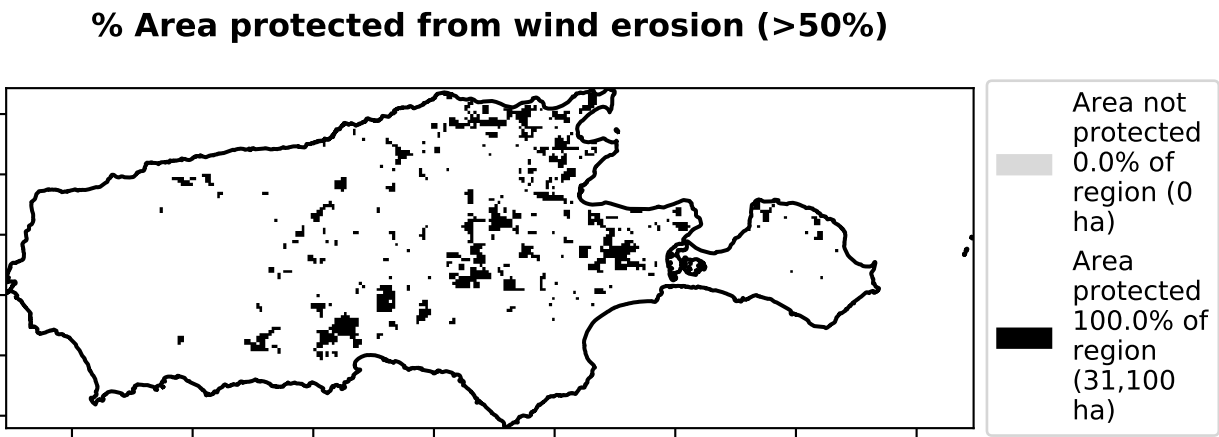 % Area protected from wind erosion (>50%)
Area not
protected
0.0% of
region (0
ha)
Area
protected
100.0% of
region
(31,100
ha)